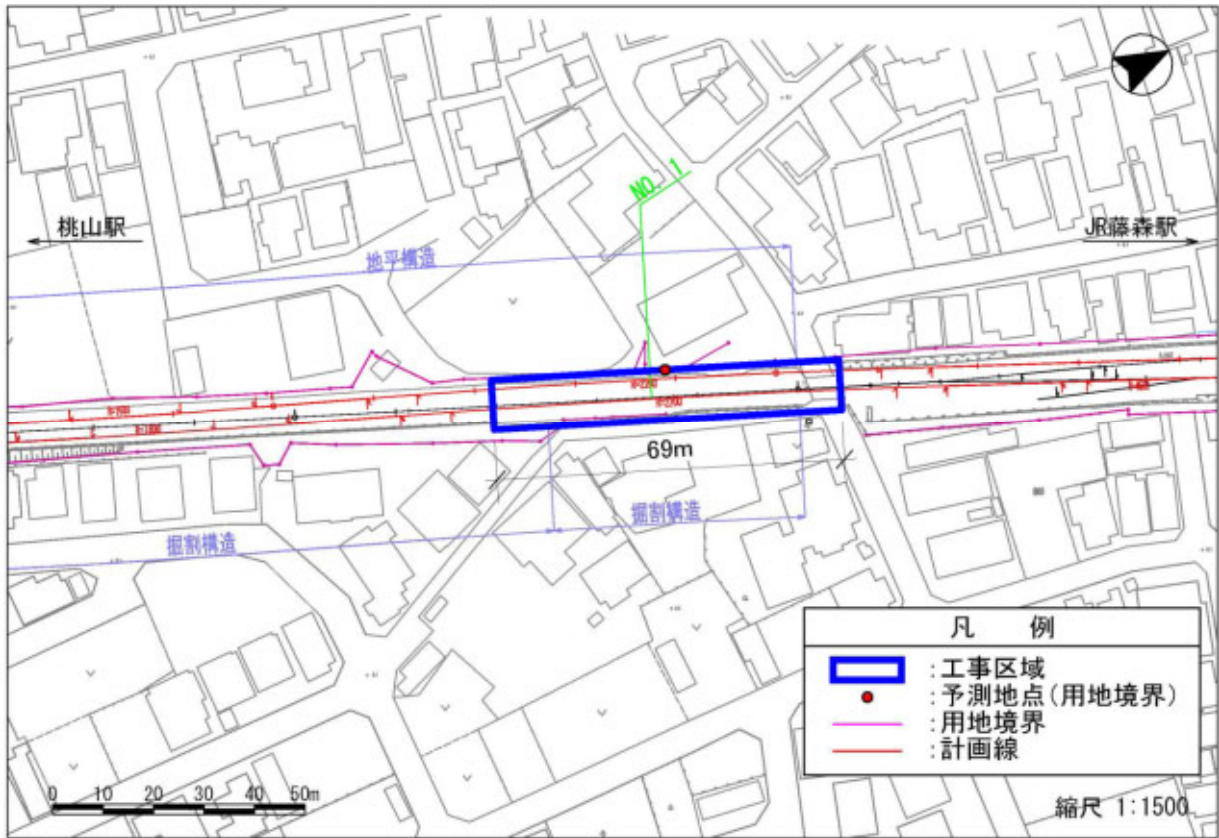 NO. 1
桃山駅
JR藤森駅
地平構造
69m
掘割構造
掘割構造
凡 例
:工事区域
:予測地点(用地境界)
:用地境界
:計画線
0 10 20 30 40 50m
縮尺 1:1500